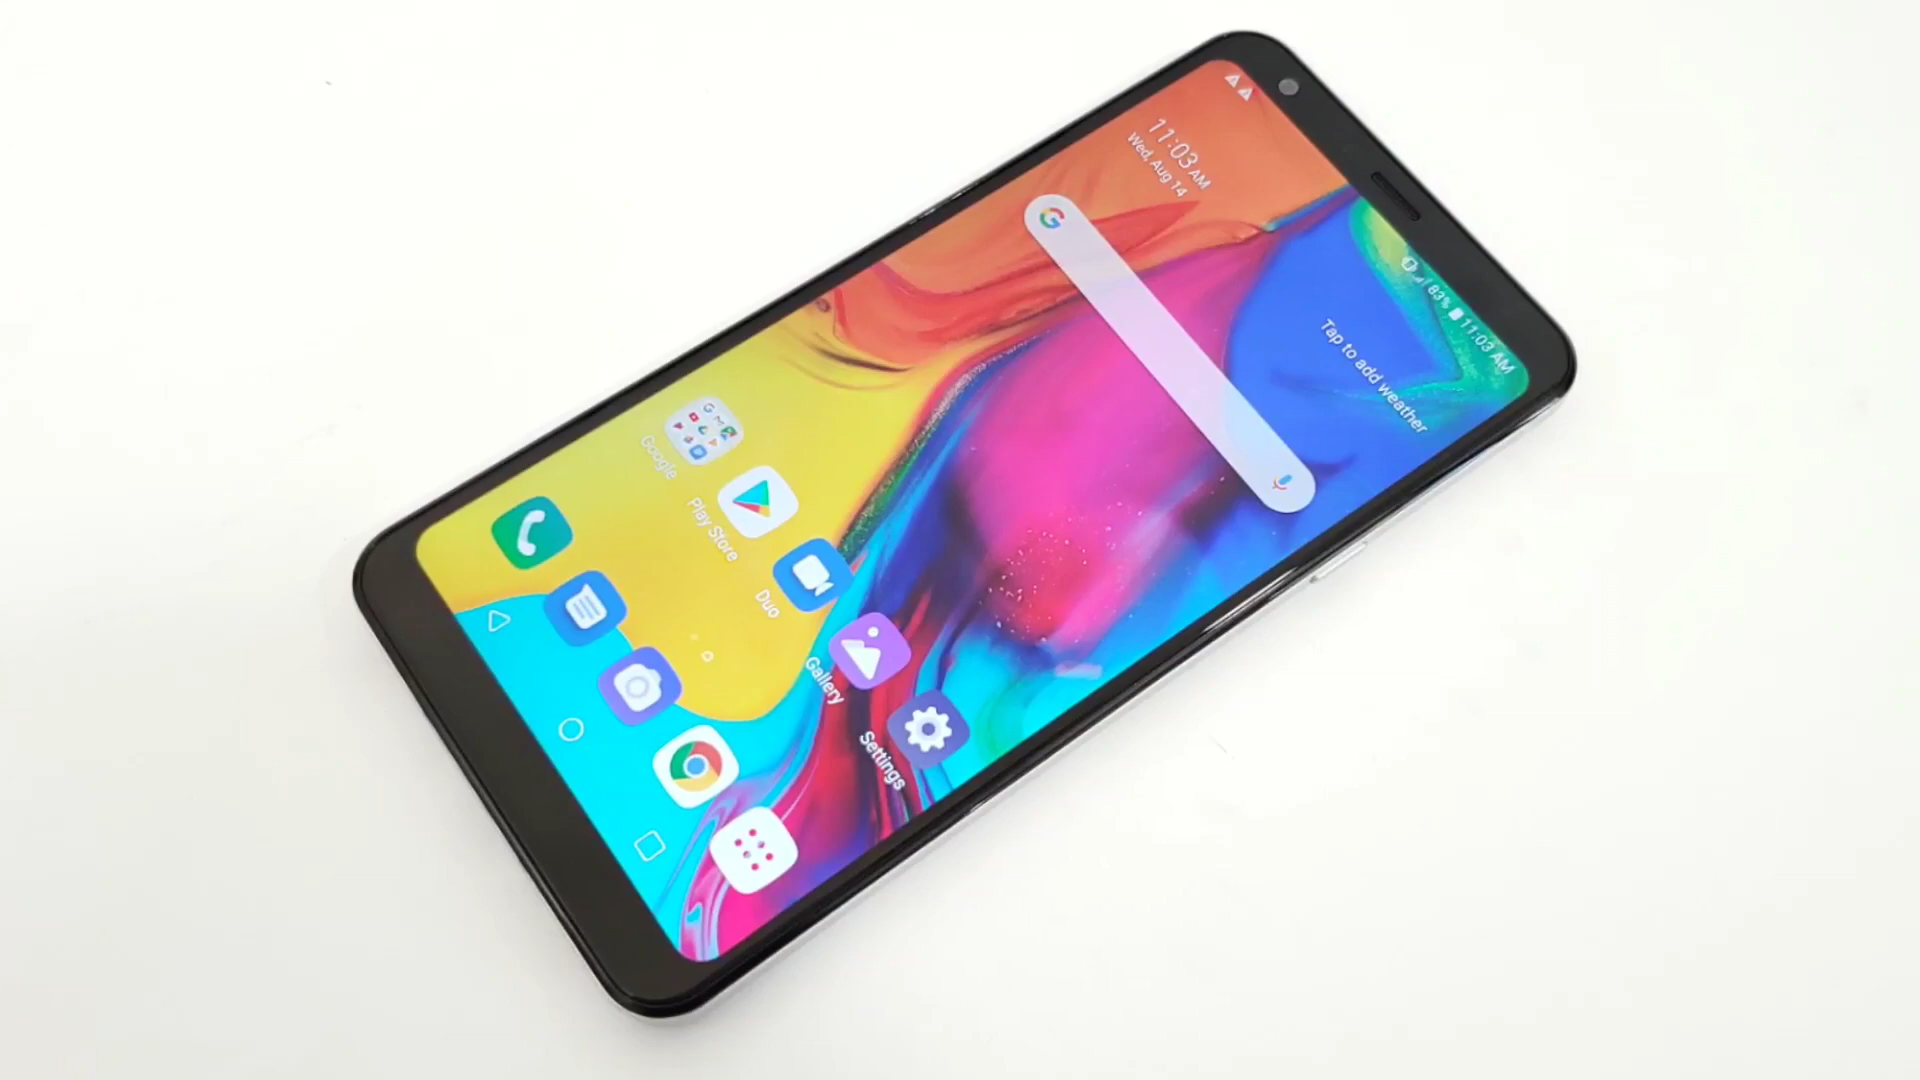 83% 11:03 AM
11:03 AM
Wed, Aug 14
Tap to add weather
Google
Play Store
Duo
Gallery
Settings